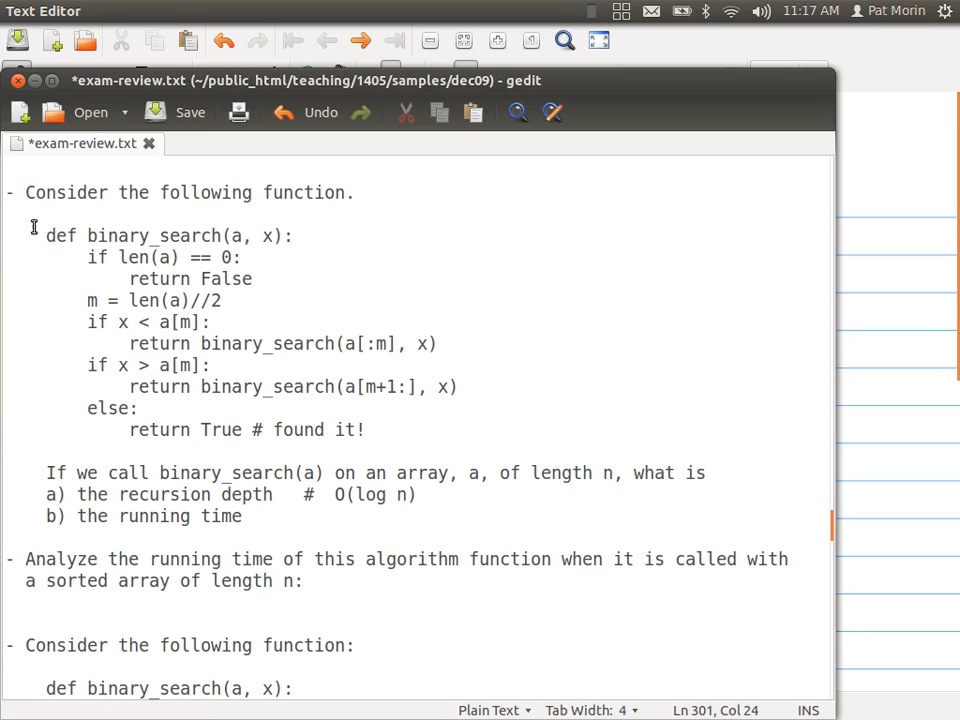 Text Editor
11:17 AM Pat Morin
*exam-review.txt (~/public_html/teaching/1405/samples/dec09) - gedit
Open Save Undo
*exam-review.txt
- Consider the following function.
def binary_search(a, x):
if len(a) == 0:
return False
m = len(a)//2
if x < a[m]:
return binary_search(a[:m], x)
if x > a[m]:
return binary_search(a[m+1:], x)
else:
return True # found it!
If we call binary_search(a) on an array, a, of length n, what is
a) the recursion depth # O(log n)
b) the running time
- Analyze the running time of this algorithm function when it is called with
a sorted array of length n:
- Consider the following function:
def binary_search(a, x):
Plain Text Tab Width: 4 Ln 301, Col 24 INS